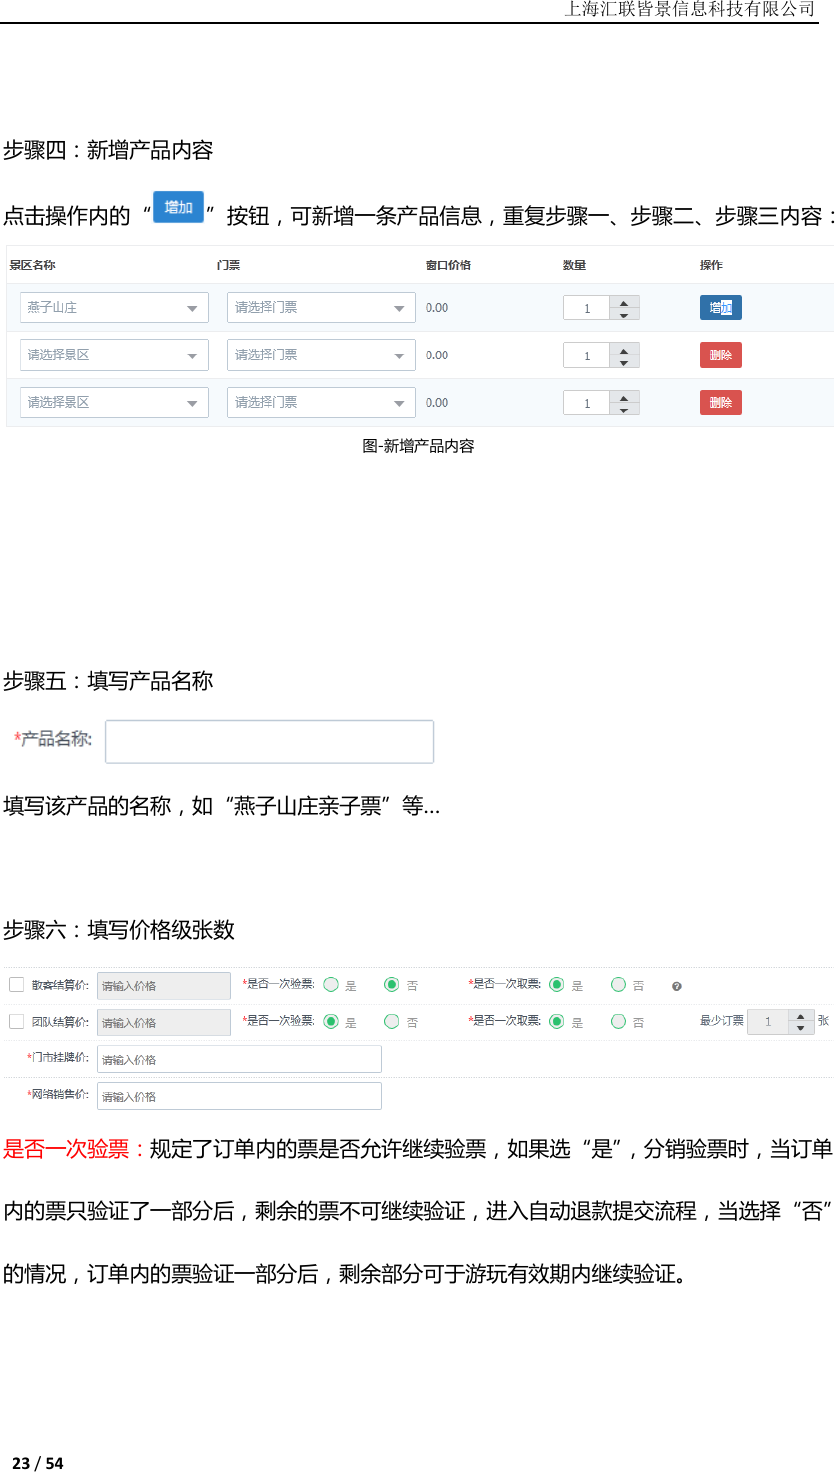 上海汇联皆景信息科技有限公司
步骤四：新增产品内容
点击操作内的“增加”按钮，可新增一条产品信息，重复步骤一、步骤二、步骤三内容：
景区名称 门票 窗口价格 数量 操作
燕子山庄 请选择门票 0.00 1 增加
请选择景区 请选择门票 0.00 1 删除
请选择景区 请选择门票 0.00 1 删除
图-新增产品内容
步骤五：填写产品名称
*产品名称:
填写该产品的名称，如“燕子山庄亲子票”等...
步骤六：填写价格级张数
散客结算价: 请输入价格 *是否一次验票: 是 否 *是否一次取票: 是 否 ?
团队结算价: 请输入价格 *是否一次验票: 是 否 *是否一次取票: 是 否 最少订票 1 张
*门市挂牌价: 请输入价格
*网络销售价: 请输入价格
是否一次验票：规定了订单内的票是否允许继续验票，如果选“是”，分销验票时，当订单
内的票只验证了一部分后，剩余的票不可继续验证，进入自动退款提交流程，当选择“否”
的情况，订单内的票验证一部分后，剩余部分可于游玩有效期内继续验证。
23 / 54